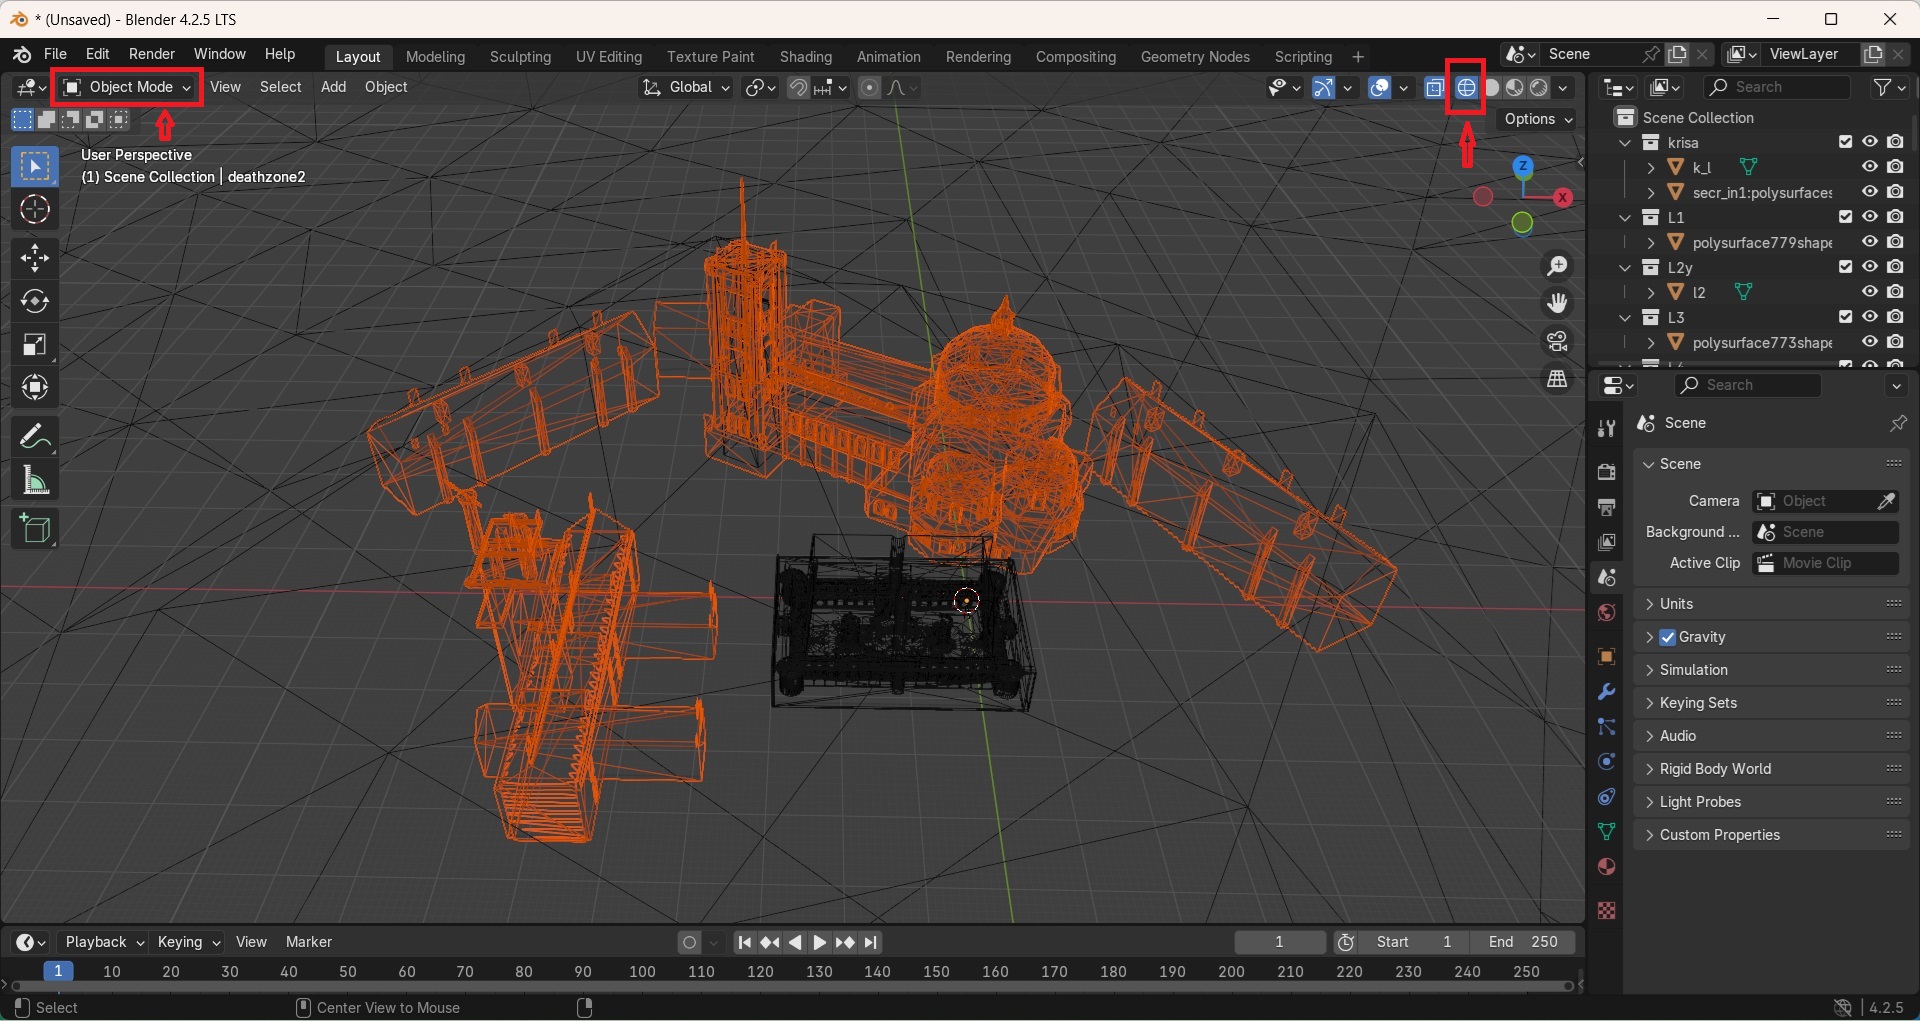 * (Unsaved) - Blender 4.2.5 LTS
File Edit Render Window Help
Layout Modeling Sculpting UV Editing Texture Paint Shading Animation Rendering Compositing Geometry Nodes Scripting +
Scene
ViewLayer
Object Mode View Select Add Object
Global
Search
Options
User Perspective
(1) Scene Collection | deathzone2
Z
X
Scene Collection
krisa
k_l
secr_in1:polysurfaces
L1
polysurface779shape
L2y
l2
L3
polysurface773shape
Search
Scene
Scene
Camera Object
Background ... Scene
Active Clip Movie Clip
Units
Gravity
Simulation
Keying Sets
Audio
Rigid Body World
Light Probes
Custom Properties
Playback Keying View Marker
1 Start 1 End 250
1 10 20 30 40 50 60 70 80 90 100 110 120 130 140 150 160 170 180 190 200 210 220 230 240 250
Select Center View to Mouse
4.2.5